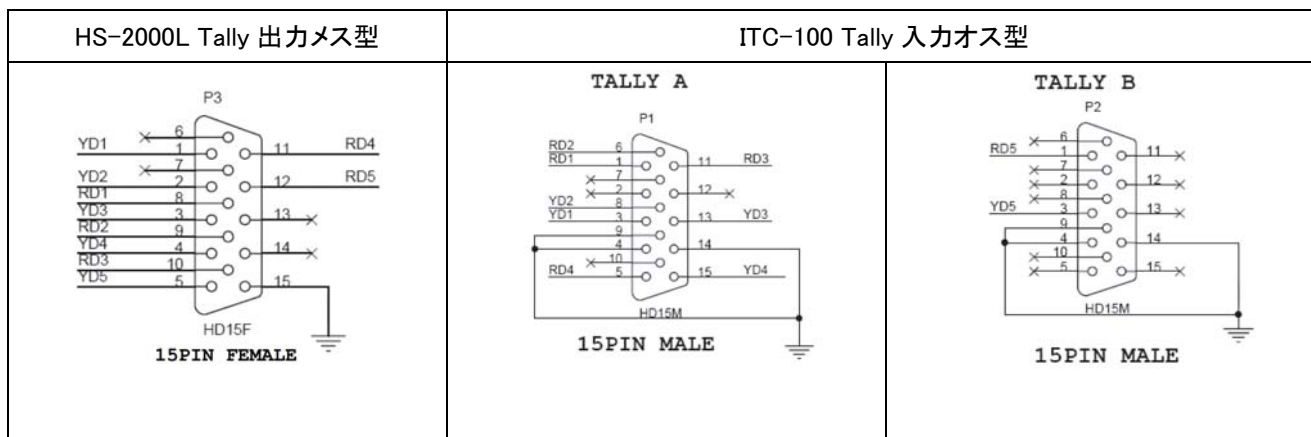 HS-2000L Tally 出力メス型
ITC-100 Tally 入力オス型
P3
6
YD1 1 11 RD4
7
YD2 2 12 RD5
RD1 8
YD3 3 13
RD2 9
YD4 4 14
RD3 10
YD5 5 15
HD15F
15PIN FEMALE
TALLY A
P1
RD2 6
RD1 1 11 RD3
7
2 12
YD2 8
YD1 3 13 YD3
9
4 14
10
RD4 5 15 YD4
HD15M
15PIN MALE
TALLY B
P2
6
RD5 1 11
7
2 12
8
YD5 3 13
9
4 14
10
5 15
HD15M
15PIN MALE